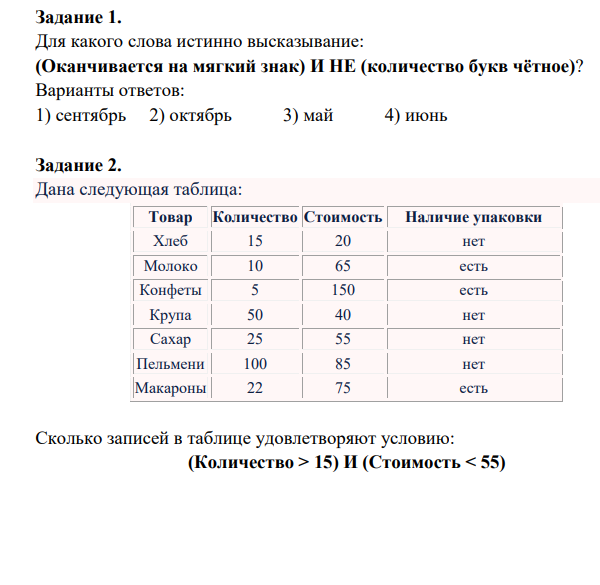 Задание 1.
Для какого слова истинно высказывание:
(Оканчивается на мягкий знак) И НЕ (количество букв чётное)?
Варианты ответов:
1) сентябрь 2) октябрь 3) май 4) июнь
Задание 2.
Дана следующая таблица:
Товар Количество Стоимость Наличие упаковки
Хлеб 15 20 нет
Молоко 10 65 есть
Конфеты 5 150 есть
Крупа 50 40 нет
Сахар 25 55 нет
Пельмени 100 85 нет
Макароны 22 75 есть
Сколько записей в таблице удовлетворяют условию:
(Количество > 15) И (Стоимость < 55)